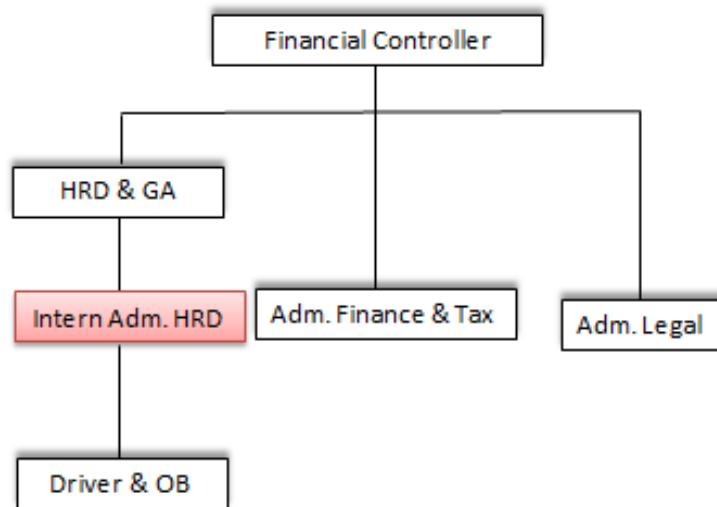 Financial Controller
HRD & GA
Intern Adm. HRD
Adm. Finance & Tax
Adm. Legal
Driver & OB